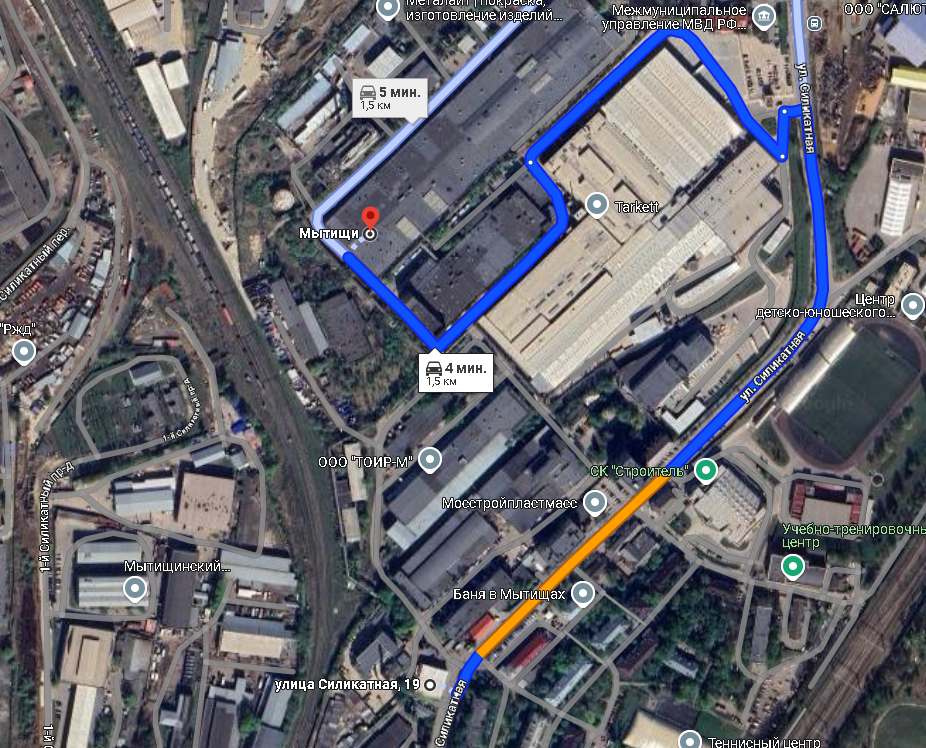 Металайт | покраска,
изготовление изделий...
Межмуниципальное
управление МВД РФ...
ООО "САЛЮТ
5 мин.
1,5 км
ул. Силикатная
Tarkett
Мытищи
Силикатный пер.
"Ржд"
Центр
детско-юношеского...
4 мин.
1,5 км
ул. Силикатная
1-й Силикатный пр-д
ООО "ТОИР-М"
СК "Строитель"
1-й Силикатный пр-д
Мосстройпластмасс
Учебно-тренировочны
центр
Мытищинский...
Баня в Мытищах
улица Силикатная, 19
Силикатная
Теннисный центр